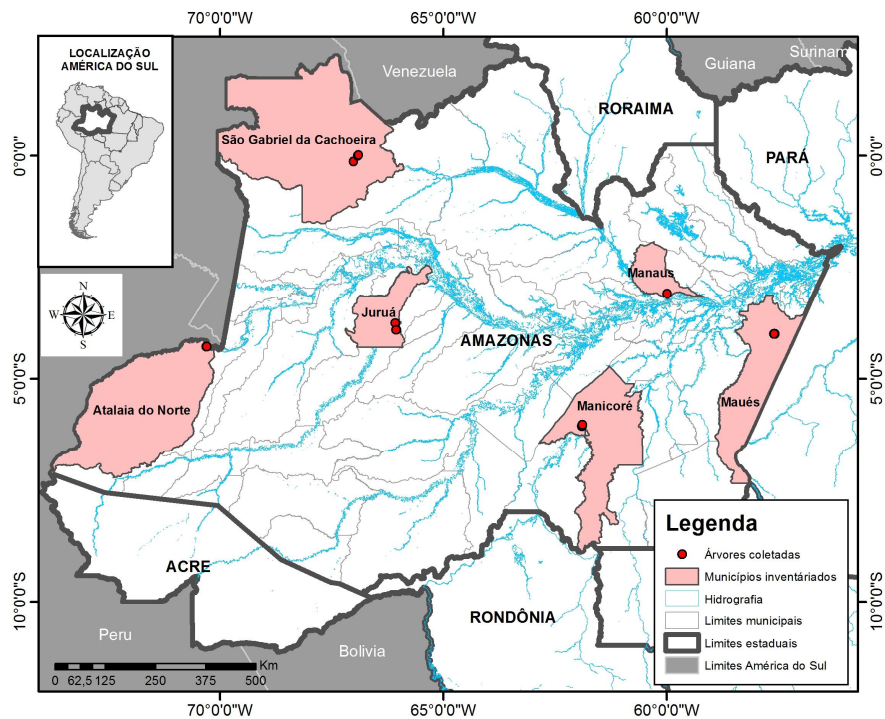 70°0'0"W
65°0'0"W
60°0'0"W
LOCALIZAÇÃO
AMÉRICA DO SUL
Venezuela
Guiana
Surinam
RORAIMA
PARÁ
São Gabriel da Cachoeira
0°0'0"
0°0'0"
N
W
E
S
Manaus
Juruá
AMAZONAS
5°0'0"S
5°0'0"S
Atalaia do Norte
Manicoré
Maués
Legenda
Árvores coletadas
Municípios inventáriados
Hidrografia
Limites municipais
Limites estaduais
Limites América do Sul
ACRE
10°0'0"S
10°0'0"S
RONDÔNIA
Peru
Bolivia
Km
0 62,5 125 250 375 500
70°0'0"W
65°0'0"W
60°0'0"W